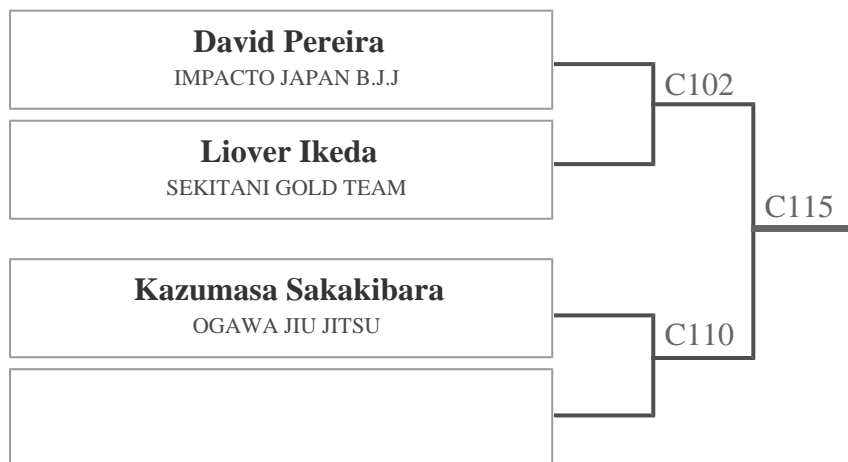 David Pereira
IMPACTO JAPAN B.J.J
C102
Liover Ikeda
SEKITANI GOLD TEAM
C115
Kazumasa Sakakibara
OGAWA JIU JITSU
C110